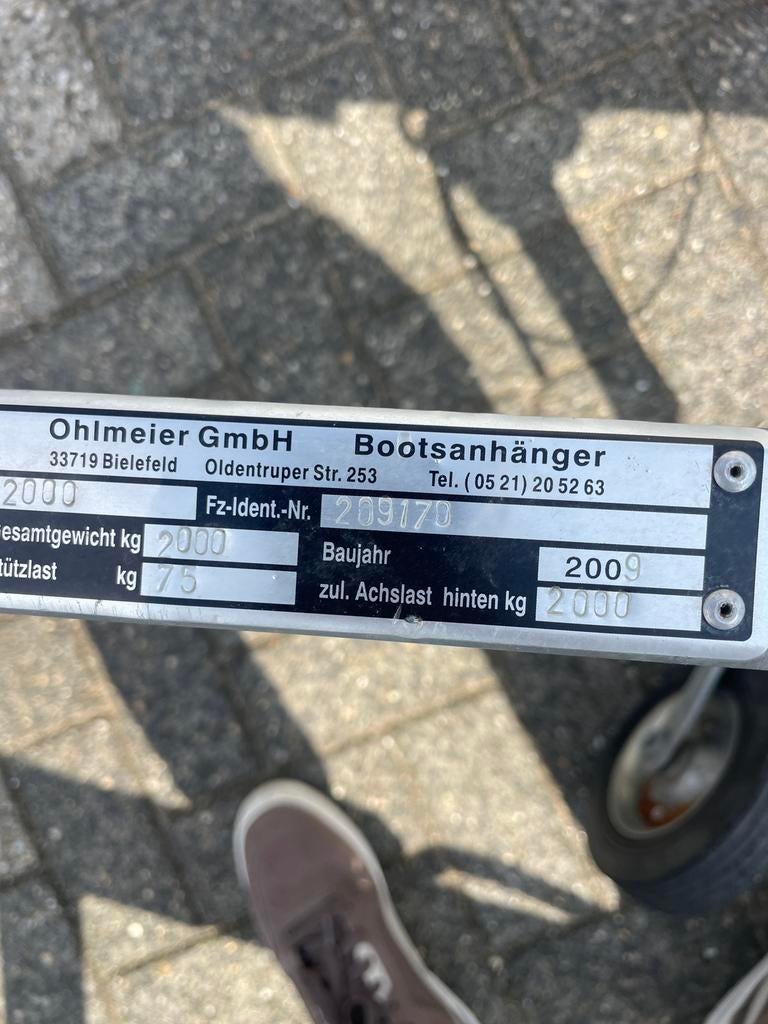 Ohlmeier GmbH Bootsanhänger
33719 Bielefeld Oldentruper Str. 253 Tel. ( 05 21) 20 52 63
2000 Fz-Ident.-Nr. 209170
Gesamtgewicht kg 2000 Baujahr 2009
tützlast kg 75 zul. Achslast hinten kg 2000